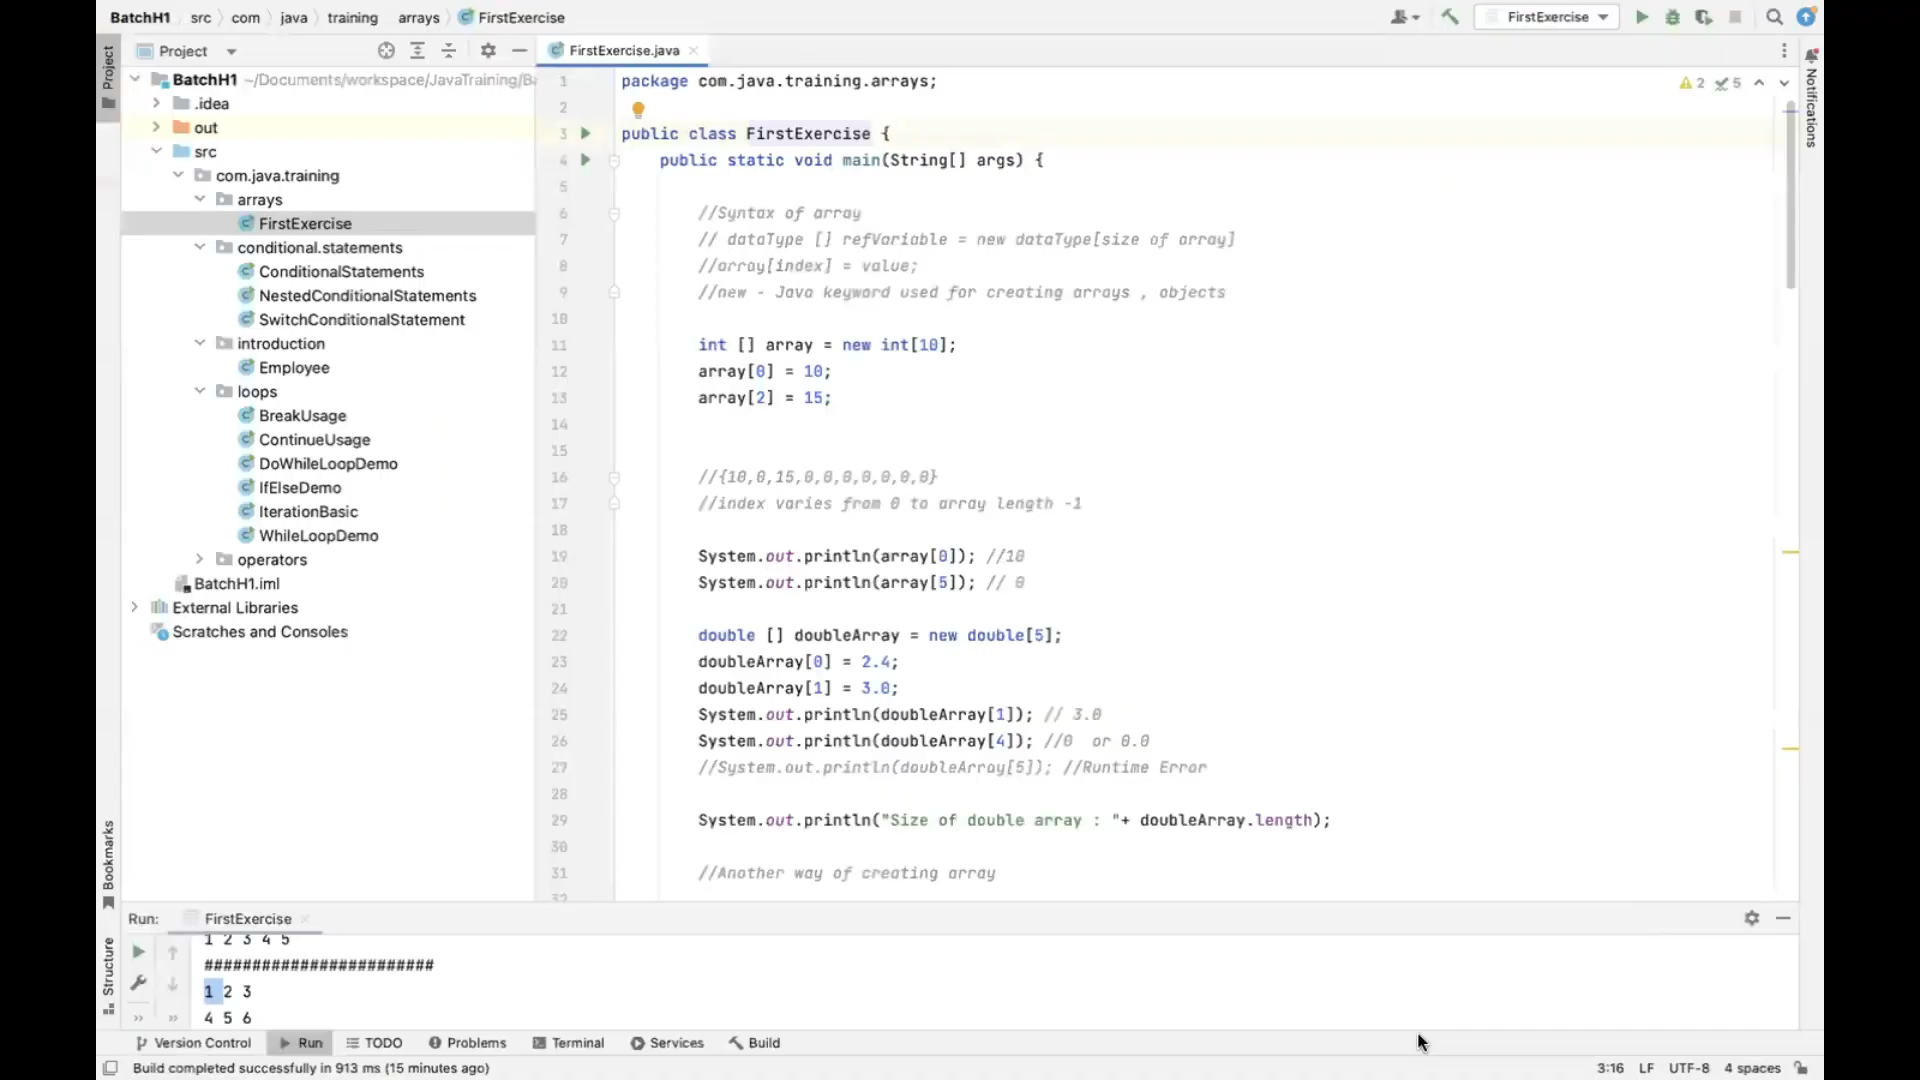 BatchH1 src com java training arrays FirstExercise
FirstExercise
Project
FirstExercise.java
BatchH1 ~/Documents/workspace/JavaTraining/Ba
.idea
out
src
com.java.training
arrays
FirstExercise
conditional.statements
ConditionalStatements
NestedConditionalStatements
SwitchConditionalStatement
introduction
Employee
loops
BreakUsage
ContinueUsage
DoWhileLoopDemo
IfElseDemo
IterationBasic
WhileLoopDemo
operators
BatchH1.iml
External Libraries
Scratches and Consoles
Project
Bookmarks
Structure
Notifications
2 5
1 package com.java.training.arrays;
2
3 public class FirstExercise {
4 public static void main(String[] args) {
5
6 //Syntax of array
7 // dataType [] refVariable = new dataType[size of array]
8 //array[index] = value;
9 //new - Java keyword used for creating arrays , objects
10
11 int [] array = new int[10];
12 array[0] = 10;
13 array[2] = 15;
14
15
16 //{10,0,15,0,0,0,0,0,0,0}
17 //index varies from 0 to array length -1
18
19 System.out.println(array[0]); //10
20 System.out.println(array[5]); // 0
21
22 double [] doubleArray = new double[5];
23 doubleArray[0] = 2.4;
24 doubleArray[1] = 3.0;
25 System.out.println(doubleArray[1]); // 3.0
26 System.out.println(doubleArray[4]); //0  or 0.0
27 //System.out.println(doubleArray[5]); //Runtime Error
28
29 System.out.println("Size of double array : "+ doubleArray.length);
30
31 //Another way of creating array
32
Run: FirstExercise
1 2 3 4 5
########################
1 2 3
4 5 6
Version Control Run TODO Problems Terminal Services Build
Build completed successfully in 913 ms (15 minutes ago)
3:16 LF UTF-8 4 spaces